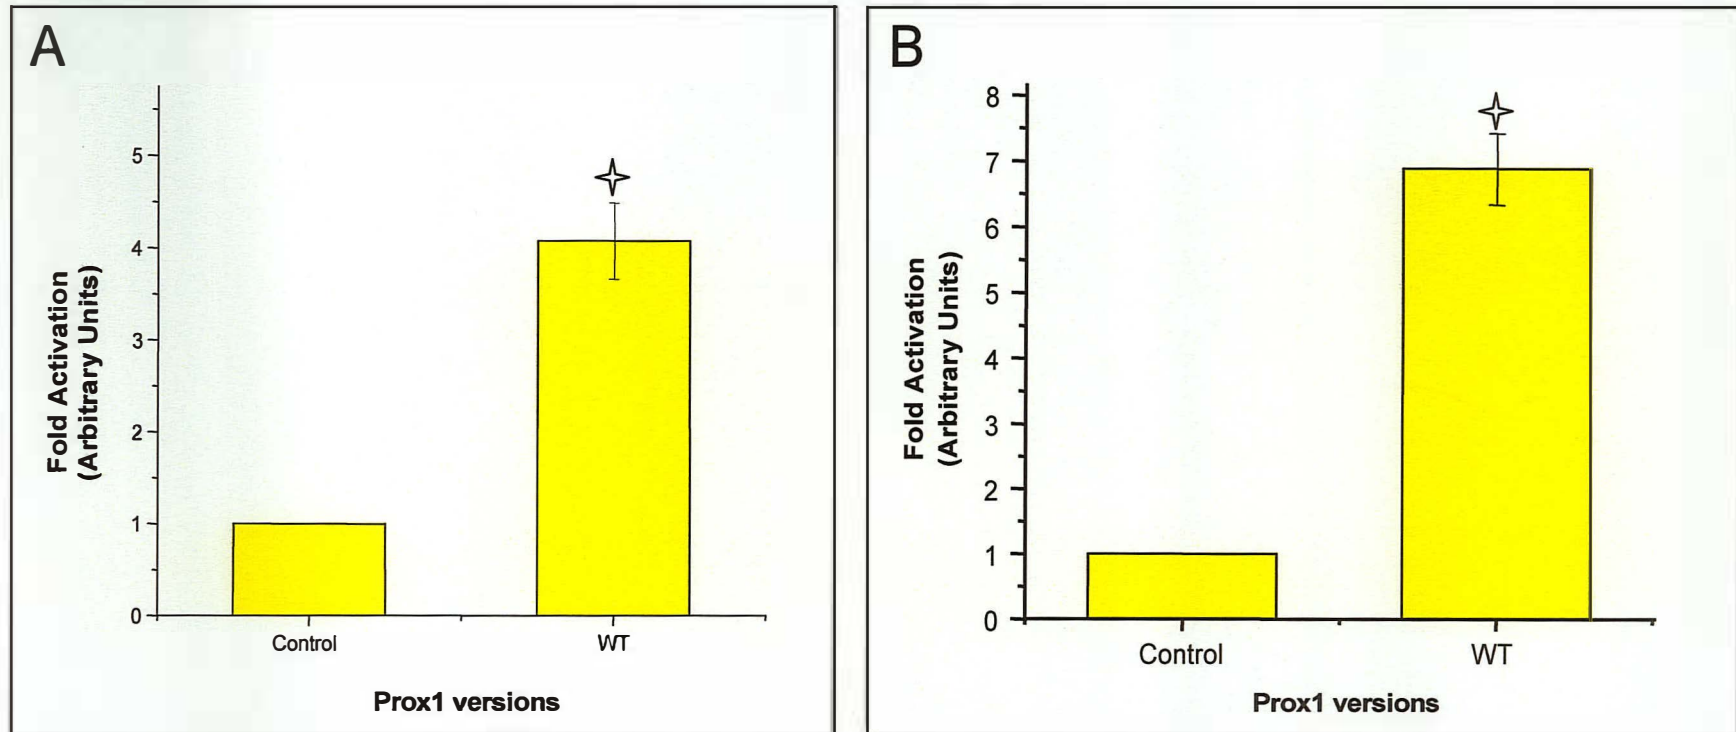 A
Fold Activation
(Arbitrary Units)
5
4
3
2
1
0
Control
WT
Prox1 versions
B
Fold Activation
(Arbitrary Units)
8
7
6
5
4
3
2
1
0
Control
WT
Prox1 versions